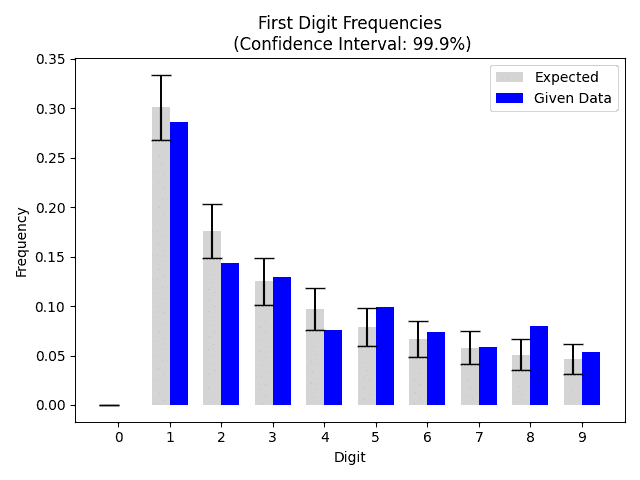 First Digit Frequencies
(Confidence Interval: 99.9%)
Expected
Given Data
Frequency
0.35
0.30
0.25
0.20
0.15
0.10
0.05
0.00
0 1 2 3 4 5 6 7 8 9
Digit